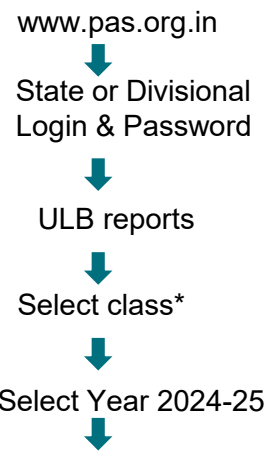 www.pas.org.in
State or Divisional
Login & Password
ULB reports
Select class*
Select Year 2024-25